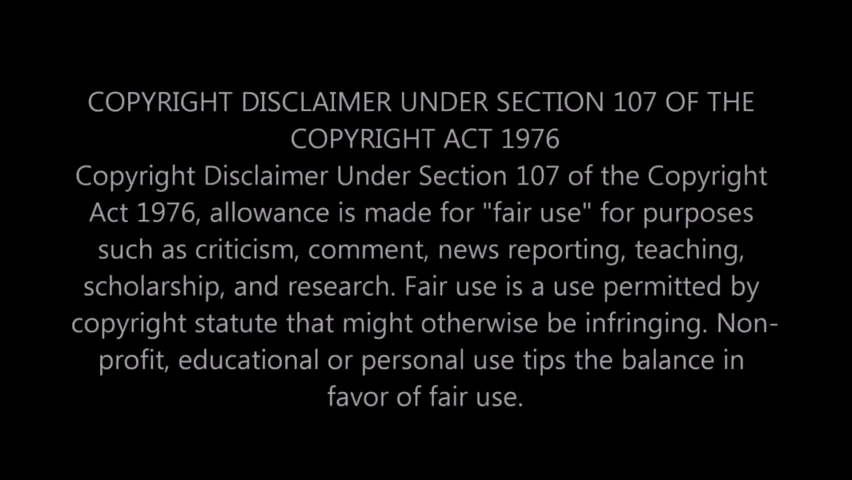 COPYRIGHT DISCLAIMER UNDER SECTION 107 OF THE
COPYRIGHT ACT 1976
Copyright Disclaimer Under Section 107 of the Copyright
Act 1976, allowance is made for "fair use" for purposes
such as criticism, comment, news reporting, teaching,
scholarship, and research. Fair use is a use permitted by
copyright statute that might otherwise be infringing. Non-
profit, educational or personal use tips the balance in
favor of fair use.